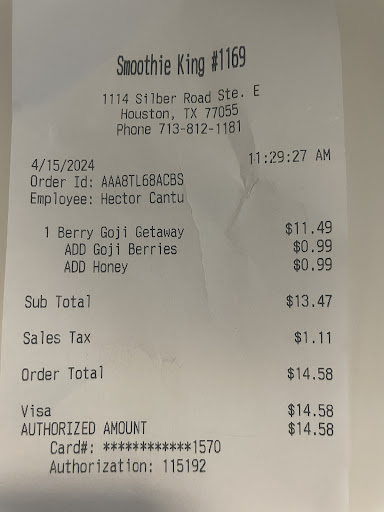 Smoothie King #1169
1114 Silber Road Ste. E
Houston, TX 77055
Phone 713-812-1181
4/15/2024 11:29:27 AM
Order Id: AAA8TL68ACBS
Employee: Hector Cantu
1 Berry Goji Getaway $11.49
ADD Goji Berries $0.99
ADD Honey $0.99
Sub Total $13.47
Sales Tax $1.11
Order Total $14.58
Visa $14.58
AUTHORIZED AMOUNT $14.58
Card#: ************1570
Authorization: 115192